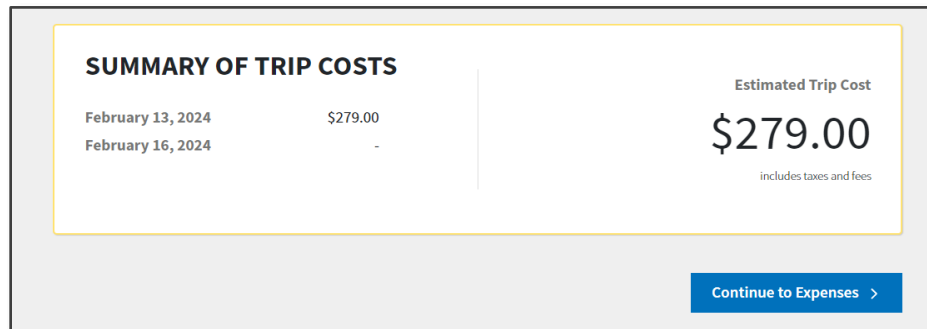 SUMMARY OF TRIP COSTS
February 13, 2024 $279.00
February 16, 2024 -
Estimated Trip Cost
$279.00
includes taxes and fees
Continue to Expenses >